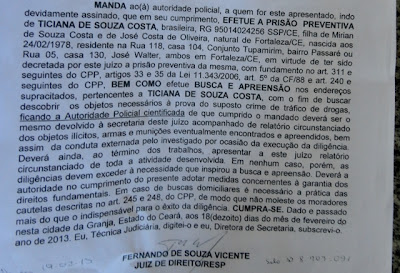 MANDA ao(à) autoridade policial, a quem for este apresentado, indo
devidamente assinado, que em seu cumprimento, EFETUE A PRISÃO PREVENTIVA
de TICIANA DE SOUZA COSTA, brasileira, RG 95014024256 SSP/CE, filha de Mirian
de Souza Costa e de José Costa de Oliveira, natural de Fortaleza/CE, nascida aos
24/02/1978, residente na Rua 118, casa 104, Conjunto Tamupirim, bairro Passaré ou
Rua 05, casa 130, José Walter, ambos em Fortaleza/CE, em virtude de ter sido
decretada por este juízo a prisão preventiva da mesma, com fundamento no art. 311 e
seguintes do CPP, artigos 33 e 35 da Lei 11.343/2006, art. 5º da CF/88 e art. 240 e
seguintes do CPP, BEM COMO efetue BUSCA E APREENSÃO nos endereços
supracitados, pertencentes a TICIANA DE SOUZA COSTA, com o fim de buscar
descobrir os objetos necessários à prova do suposto crime de tráfico de drogas,
ficando a Autoridade Policial cientificada de que cumprido o mandado deverá ser o
mesmo devolvido à secretaria deste juízo acompanhado de relatório circunstanciado
dos objetos ilícitos, armas e munições eventualmente encontrados e apreendidos, bem
assim da conduta externada pelo investigado por ocasião da execução da diligência.
Deverá ainda, ao término dos trabalhos, apresentar a este juízo relatório
circunstanciado de toda a atividade desenvolvida. Em nenhum caso, porém, as
diligências devem exceder à necessidade que inspirou a busca e apreensão. Deverá a
autoridade no cumprimento do presente adotar medidas concernentes à garantia dos
direitos fundamentais. Em caso de buscas domiciliares é necessário a prática das
cautelas descritas no art. 245 e 248, do CPP, de modo que não moleste os moradores
mais do que o indispensável para o êxito da diligência. CUMPRA-SE. Dado e passado
nesta cidade da Granja, Estado do Ceará, aos 18(dezoito) dias do mês de fevereiro do
ano de 2013. Eu, Técnica Judiciária, digitei-o e eu, Diretora de Secretaria, subscrevi-o.
FERNANDO DE SOUZA VICENTE
JUIZ DE DIREITO/RESP